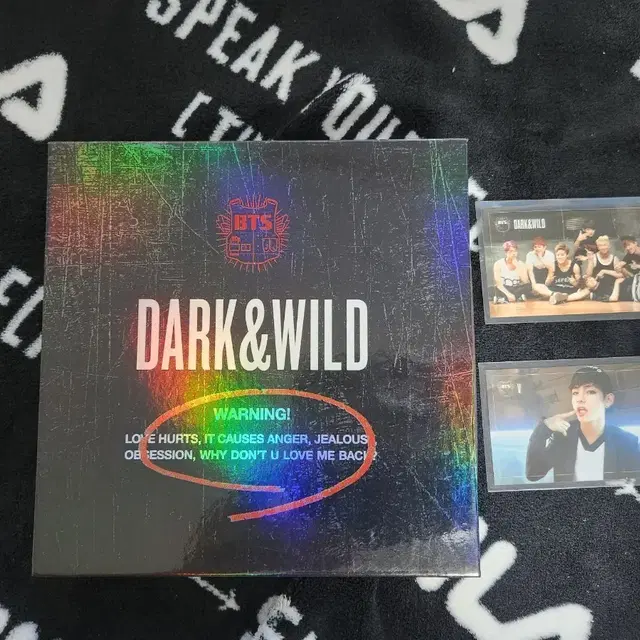 SPEAK YOU
BTS
DARK&WILD
WARNING!
LOVE HURTS, IT CAUSES ANGER, JEALOUS,
OBSESSION, WHY DON'T U LOVE ME BACK?
DARK&WILD
BTS